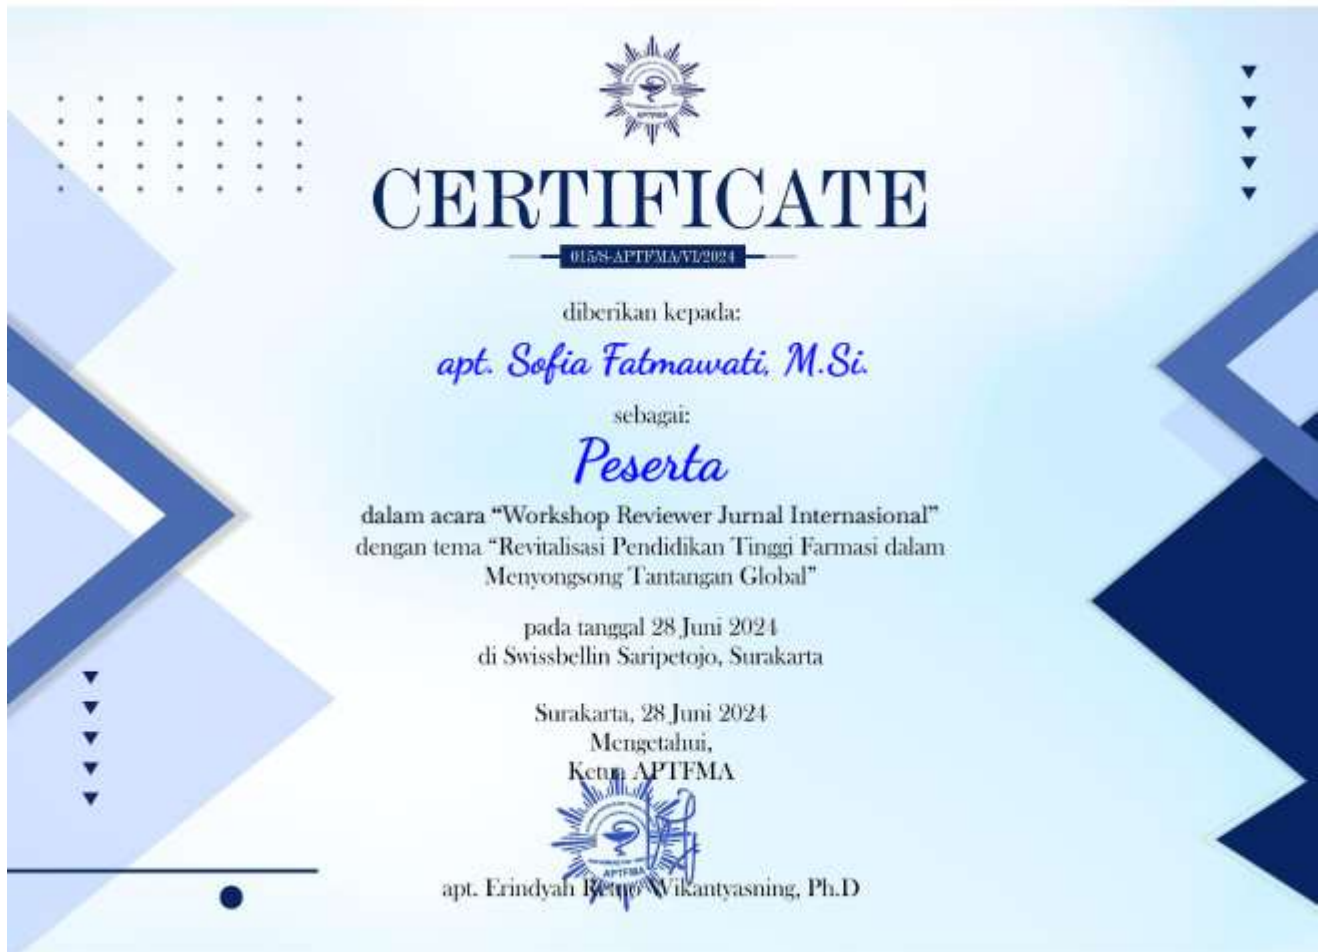 APTFMA
CERTIFICATE
015/S-APTFMA/VI/2024
diberikan kepada:
apt. Sofia Fatmawati, M.Si.
sebagai:
Peserta
dalam acara “Workshop Reviewer Jurnal Internasional”
dengan tema “Revitalisasi Pendidikan Tinggi Farmasi dalam
Menyongsong Tantangan Global”
pada tanggal 28 Juni 2024
di Swissbellin Saripetojo, Surakarta
Surakarta, 28 Juni 2024
Mengetahui,
Ketua APTFMA
APTFMA
apt. Erindyah Retno Wikantyasning, Ph.D